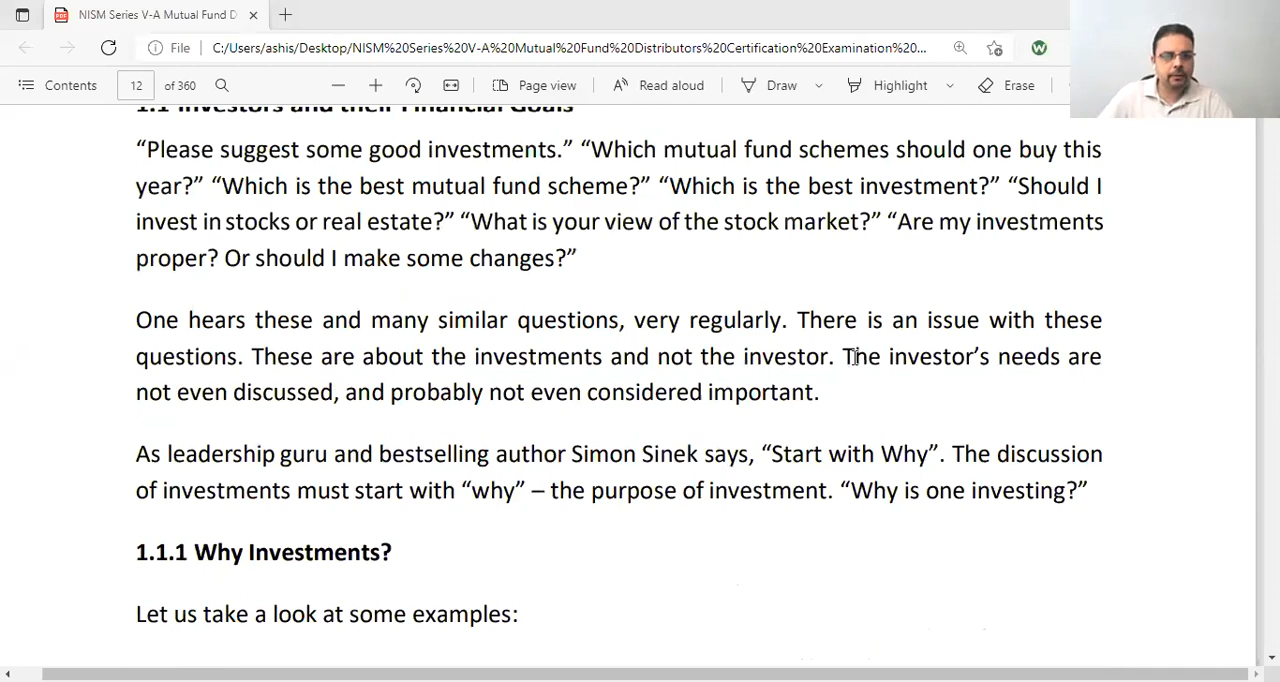 NISM Series V-A Mutual Fund D
File
C:/Users/ashis/Desktop/NISM%20Series%20V-A%20Mutual%20Fund%20Distributors%20Certification%20Examination%20...
W
Contents
12 of 360
Page view
Read aloud
Draw
Highlight
Erase
1.1 Investors and their Financial Goals
“Please suggest some good investments.” “Which mutual fund schemes should one buy this
year?” “Which is the best mutual fund scheme?” “Which is the best investment?” “Should I
invest in stocks or real estate?” “What is your view of the stock market?” “Are my investments
proper? Or should I make some changes?”
One hears these and many similar questions, very regularly. There is an issue with these
questions. These are about the investments and not the investor. The investor’s needs are
not even discussed, and probably not even considered important.
As leadership guru and bestselling author Simon Sinek says, “Start with Why”. The discussion
of investments must start with “why” – the purpose of investment. “Why is one investing?”
1.1.1 Why Investments?
Let us take a look at some examples: